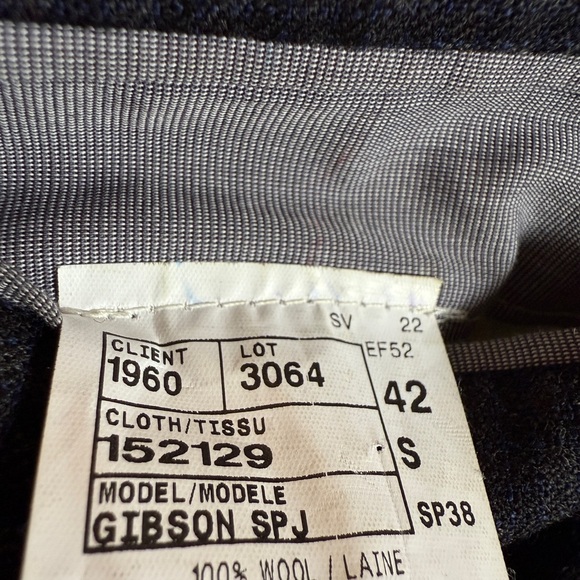 SV 22
CLIENT LOT EF52
1960 3064 42
CLOTH/TISSU
152129 S
MODEL/MODELE
GIBSON SPJ SP38
100% WOOL / LAINE